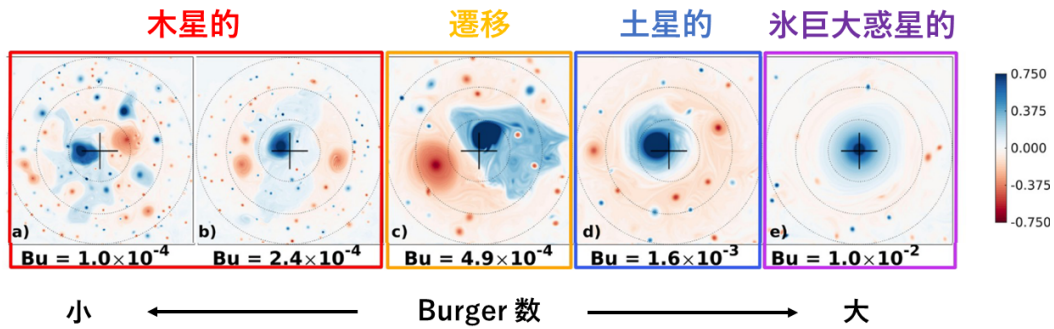 木星的 遷移 土星的 氷巨大惑星的
a) b) c) d) e)
Bu = 1.0×10⁻⁴ Bu = 2.4×10⁻⁴ Bu = 4.9×10⁻⁴ Bu = 1.6×10⁻³ Bu = 1.0×10⁻²
0.750
0.375
0.000
-0.375
-0.750
小 Burger 数 大